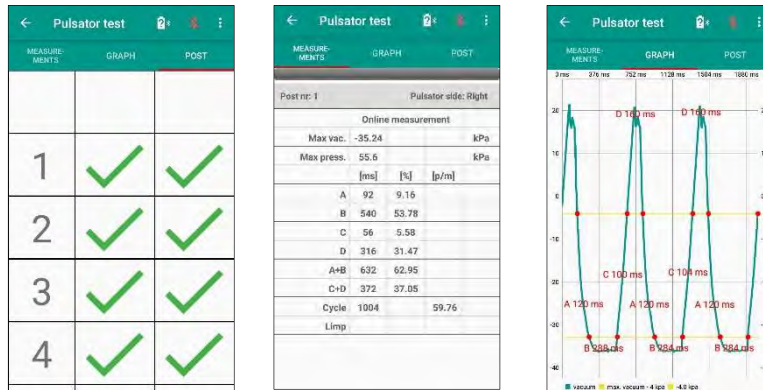 Pulsator test
MEASURE-
MENTS
GRAPH
POST
1
2
3
4
Pulsator test
MEASURE-
MENTS
GRAPH
POST
Post nr: 1 Pulsator side: Right
Online measurement
Max vac. -35.24 kPa
Max press. 55.6 kPa
[ms] [%] [p/m]
A 92 9.16
B 540 53.78
C 56 5.58
D 316 31.47
A+B 632 62.95
C+D 372 37.05
Cycle 1004 59.76
Limp
Pulsator test
MEASURE-
MENTS
GRAPH
POST
0 ms 376 ms 752 ms 1128 ms 1504 ms 1880 ms
20
D 160 ms D 160 ms
10
0
-10
-20
C 100 ms C 104 ms
A 120 ms A 120 ms A 120 ms
-30
B 288 ms B 284 ms B 284 ms
-40
vacuum max. vacuum - 4 kpa -4.0 kpa